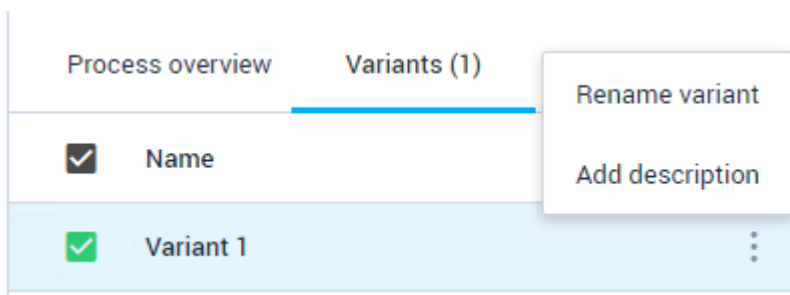 Process overview
Variants (1)
Rename variant
Name
Add description
Variant 1